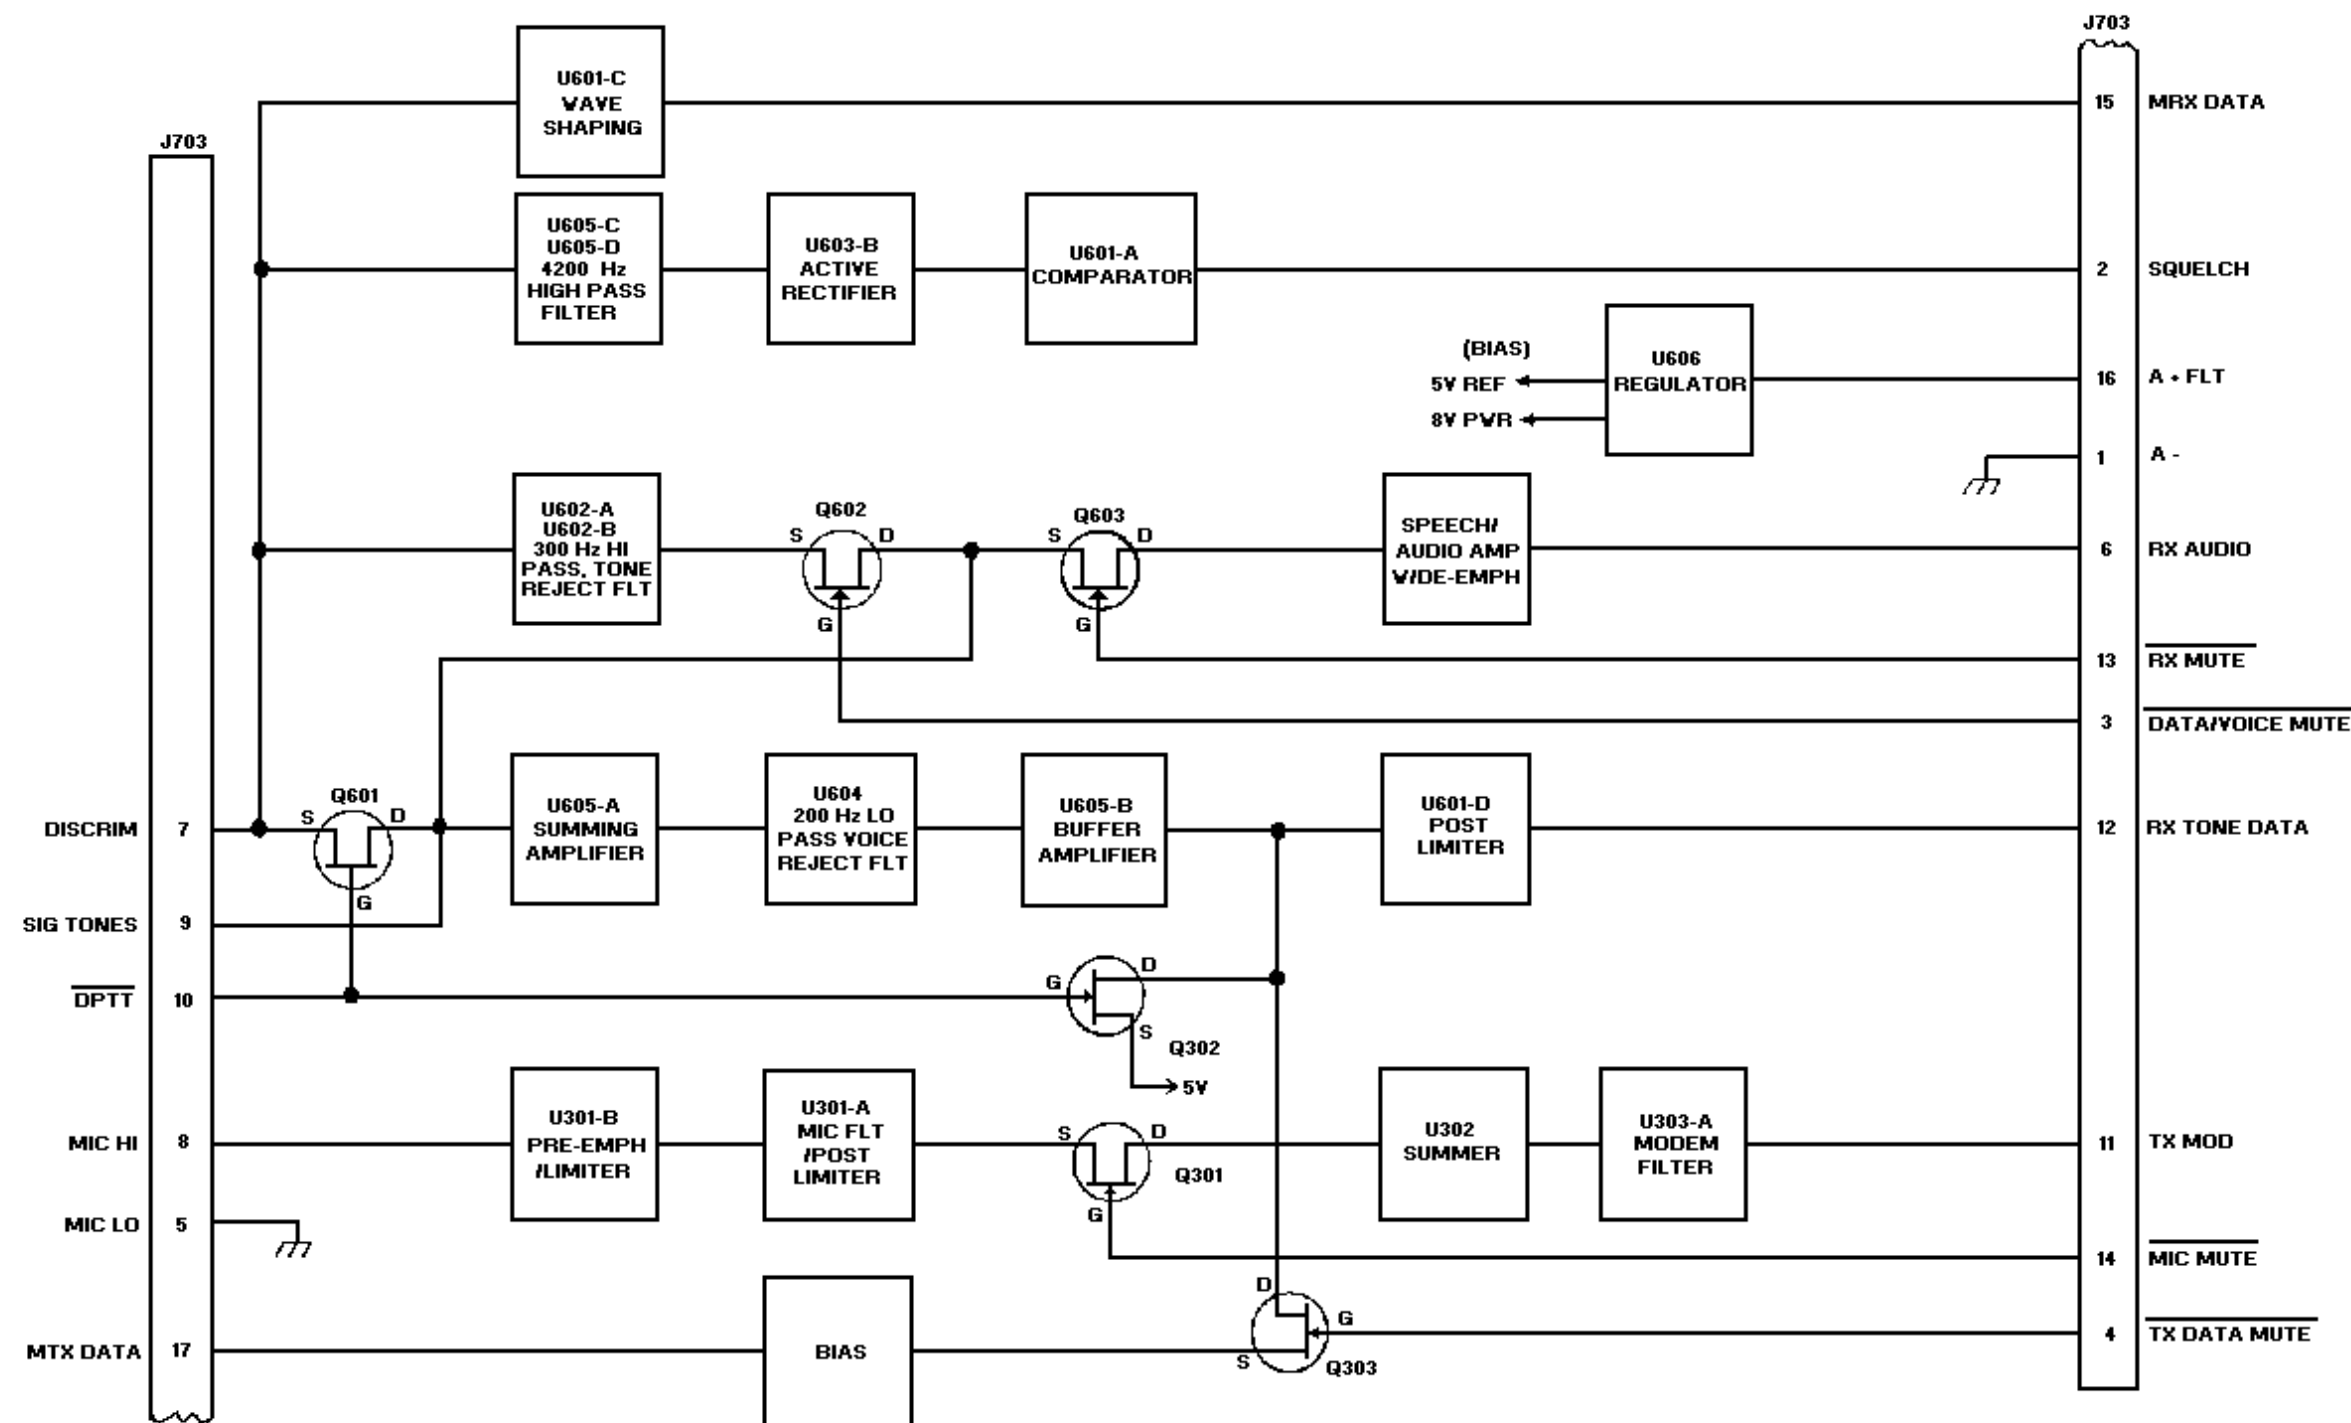 J703
U601-C
WAVE
SHAPING
15
MRX DATA
J703
U605-C
U605-D
4200 Hz
HIGH PASS
FILTER
U603-B
ACTIVE
RECTIFIER
U601-A
COMPARATOR
2
SQUELCH
(BIAS)
5V REF
8V PWR
U606
REGULATOR
16
A + FLT
1
A -
U602-A
U602-B
300 Hz HI
PASS, TONE
REJECT FLT
Q602
S
D
G
Q603
S
D
G
SPEECH/
AUDIO AMP
W/DE-EMPH
6
RX AUDIO
13
RX MUTE
3
DATA/VOICE MUTE
DISCRIM
7
Q601
S
D
G
U605-A
SUMMING
AMPLIFIER
U604
200 Hz LO
PASS VOICE
REJECT FLT
U605-B
BUFFER
AMPLIFIER
U601-D
POST
LIMITER
12
RX TONE DATA
SIG TONES
9
DPTT
10
G
D
S
Q302
5V
MIC HI
8
U301-B
PRE-EMPH
/LIMITER
U301-A
MIC FLT
/POST
LIMITER
S
D
G
Q301
U302
SUMMER
U303-A
MODEM
FILTER
11
TX MOD
MIC LO
5
14
MIC MUTE
MTX DATA
17
BIAS
D
G
S
Q303
4
TX DATA MUTE